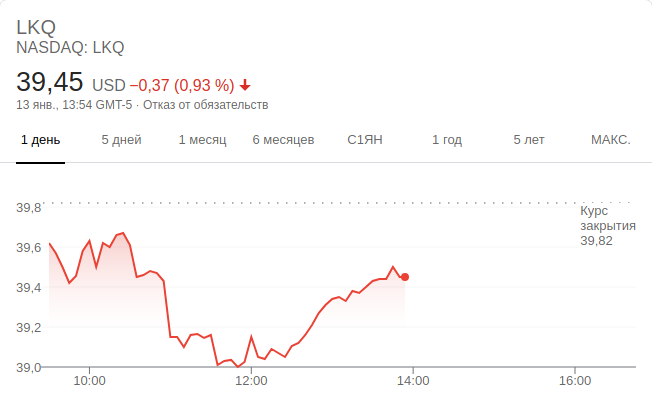 LKQ
NASDAQ: LKQ
39,45 USD −0,37 (0,93 %)
13 янв., 13:54 GMT-5 · Отказ от обязательств
1 день 5 дней 1 месяц 6 месяцев С1ЯН 1 год 5 лет МАКС.
39,8
Курс
закрытия
39,82
39,6
39,4
39,2
39,0
10:00 12:00 14:00 16:00